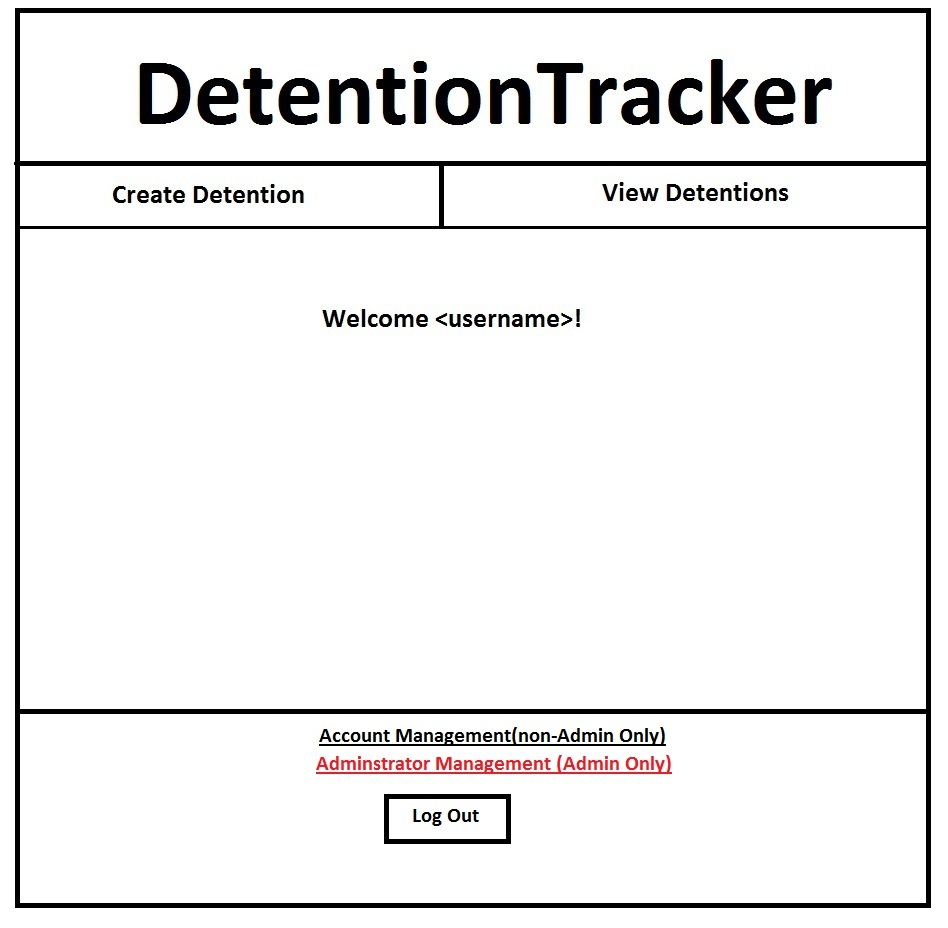 DetentionTracker
Create Detention
View Detentions
Welcome <username>!
Account Management(non-Admin Only)
Adminstrator Management (Admin Only)
Log Out